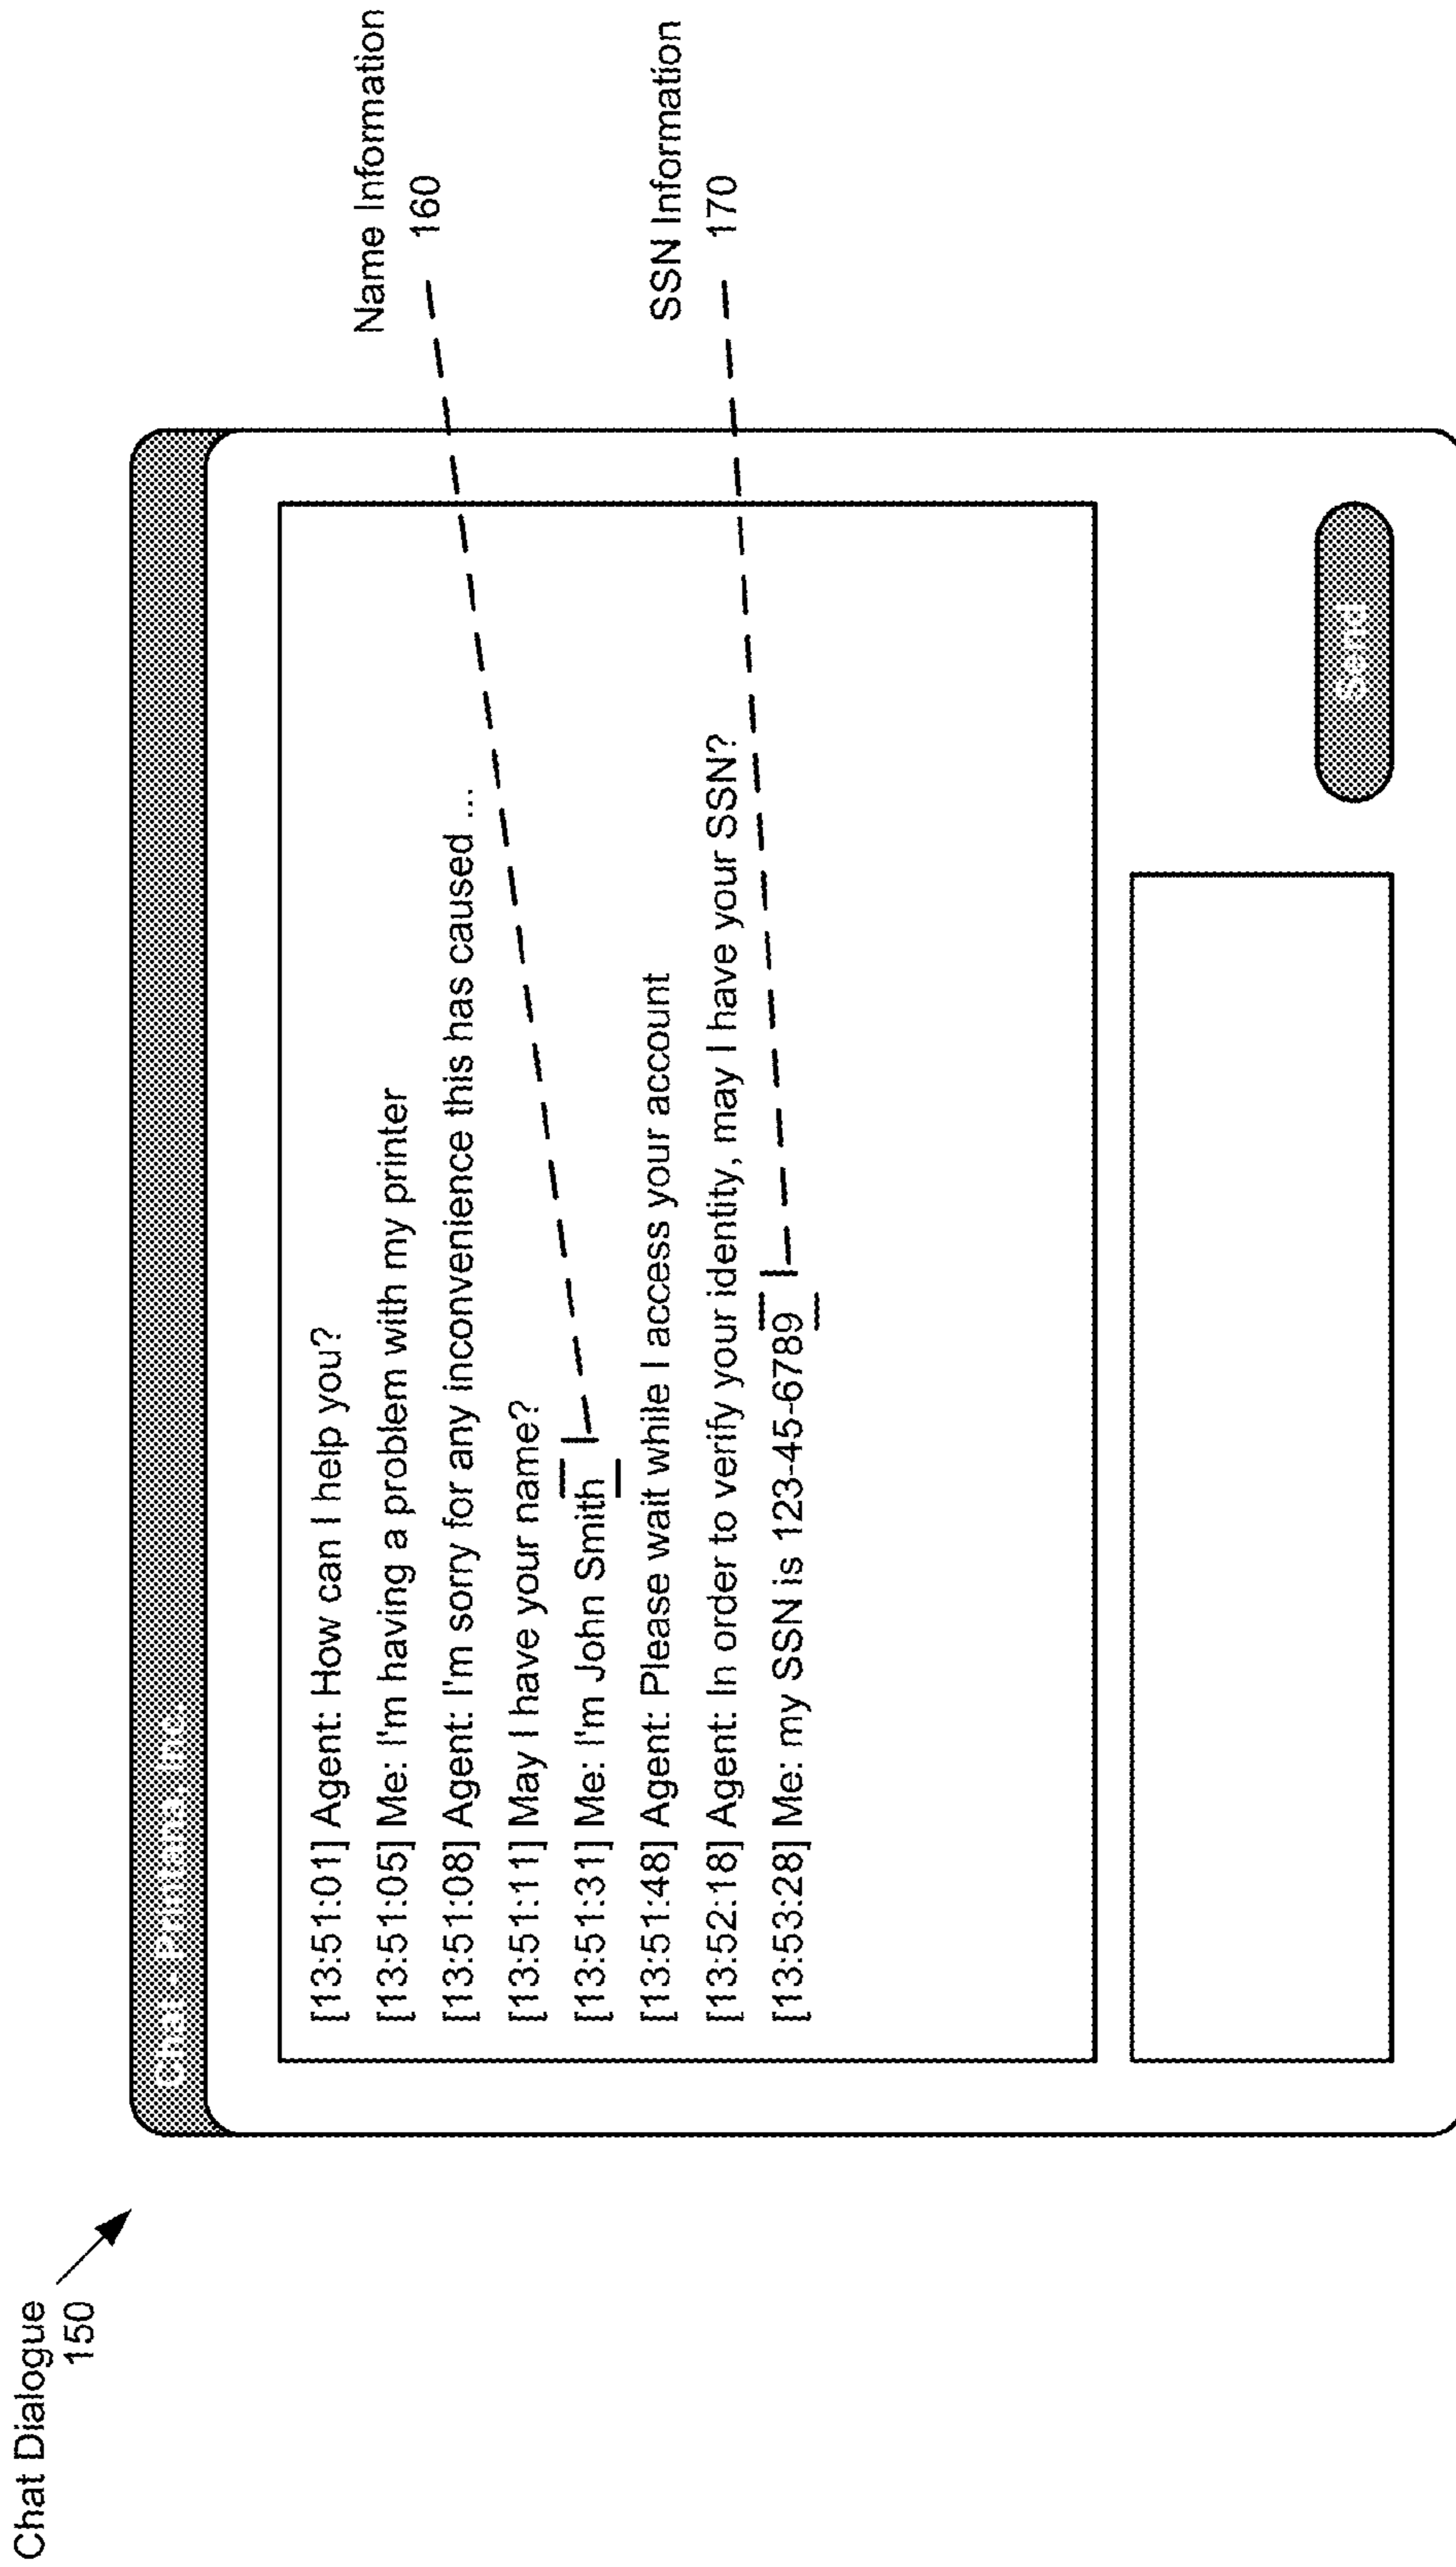 Chat Dialogue
150
Chat - Printans, Inc.
[13:51:01] Agent: How can I help you?
[13:51:05] Me: I'm having a problem with my printer
[13:51:08] Agent: I'm sorry for any inconvenience this has caused ...
[13:51:11] May I have your name?
[13:51:31] Me: I'm John Smith
[13:51:48] Agent: Please wait while I access your account
[13:52:18] Agent: In order to verify your identity, may I have your SSN?
[13:53:28] Me: my SSN is 123-45-6789
Name Information
160
SSN Information
170
Send